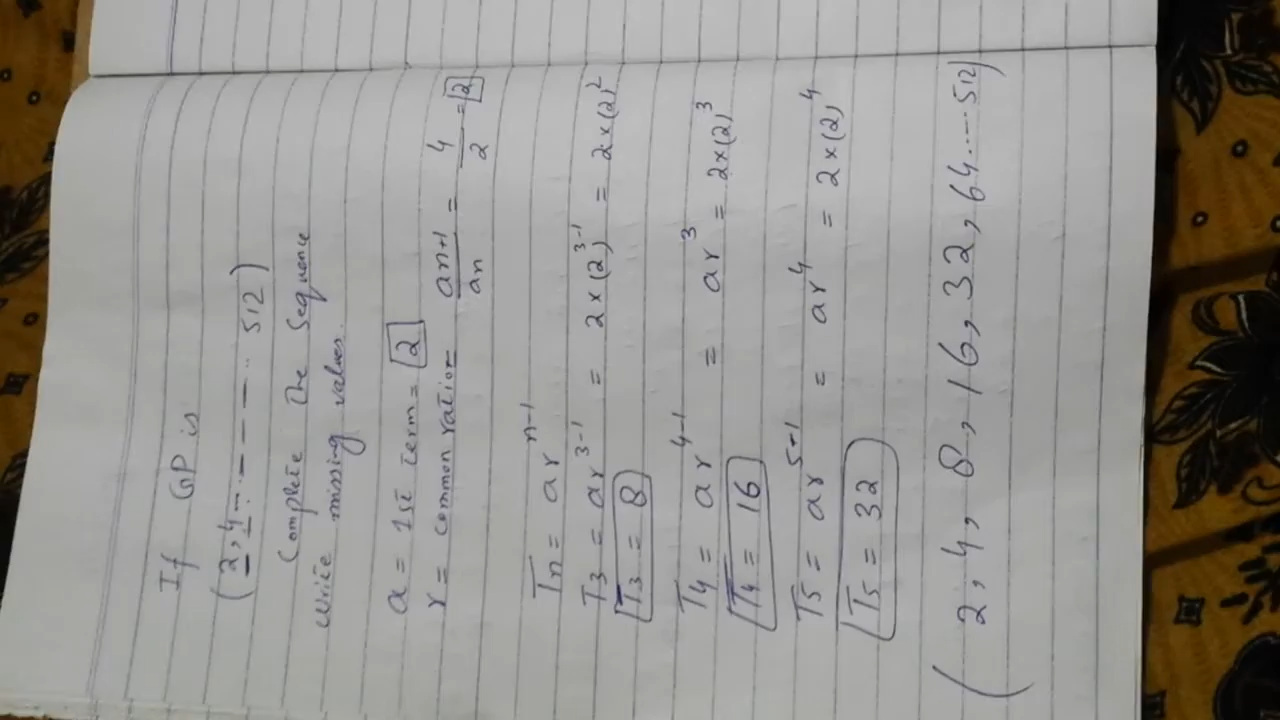 If GP is
(2, 4 - - - - - - - 512)
Complete The Sequence
write missing values.
a = 1st Term = 2
r = common ration = an+1/an = 4/2 = 2
Tn = ar^n-1
T3 = ar^3-1 = 2×(2)^3-1 = 2×(2)^2
T3 = 8
T4 = ar^4-1 = ar^3 = 2×(2)^3
T4 = 16
T5 = ar^5-1 = ar^4 = 2×(2)^4
T5 = 32
(2, 4, 8, 16, 32, 64 .--- 512)